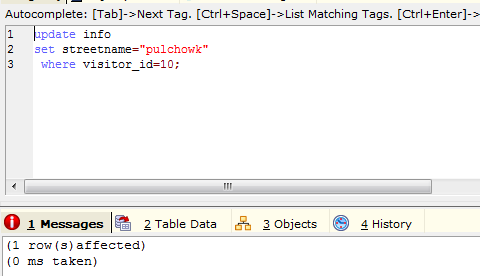 Autocomplete: [Tab]->Next Tag. [Ctrl+Space]->List Matching Tags. [Ctrl+Enter]->
1 update info
2 set streetname="pulchowk"
3 where visitor_id=10;
1 Messages 2 Table Data 3 Objects 4 History
(1 row(s)affected)
(0 ms taken)